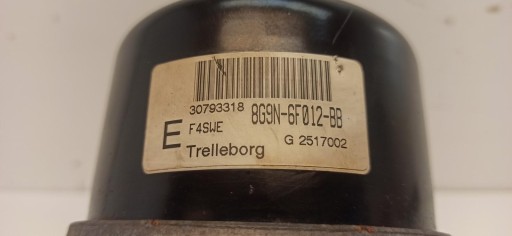 30793318 8G9N-6F012-BB
E F4SWE
Trelleborg G 2517002